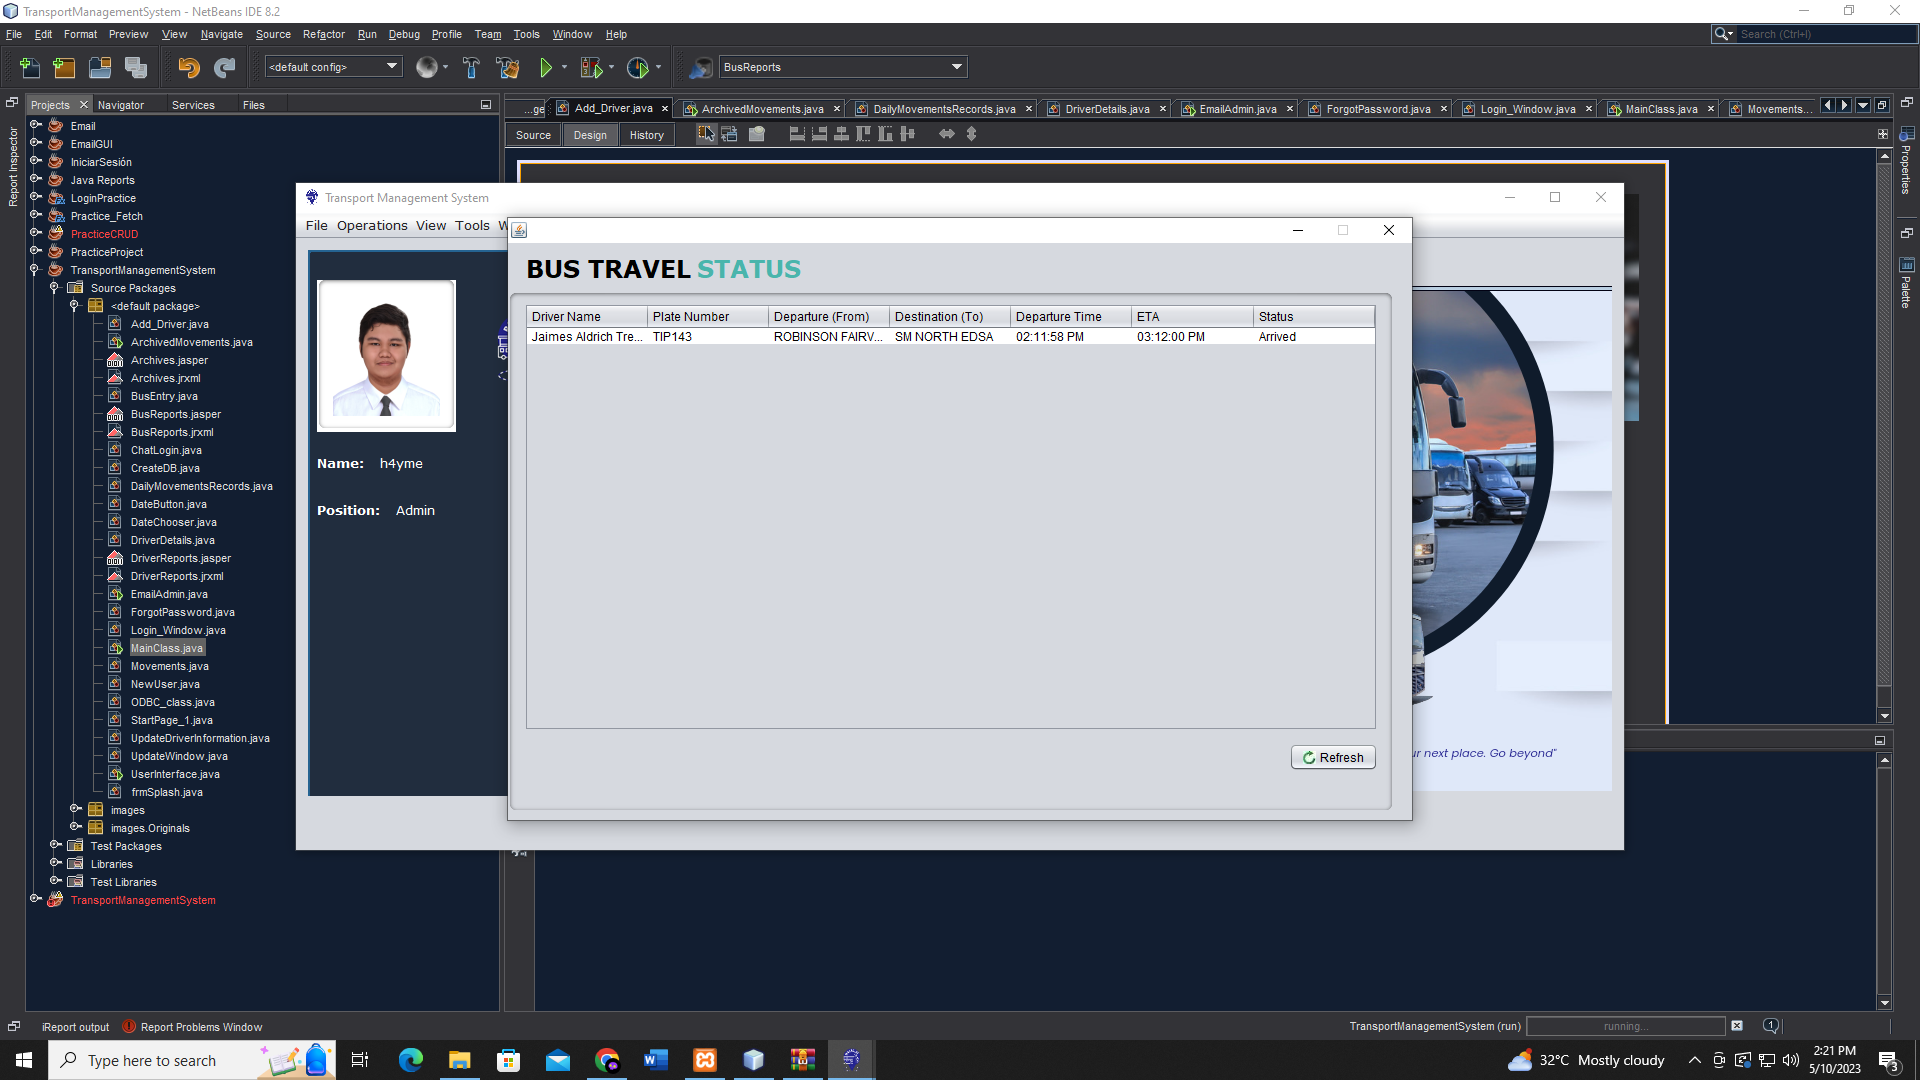 TransportManagementSystem - NetBeans IDE 8.2
File Edit Format Preview View Navigate Source Refactor Run Debug Profile Team Tools Window Help
Search (Ctrl+I)
<default config>
BusReports
Projects Navigator Services Files
...ge Add_Driver.java ArchivedMovements.java DailyMovementsRecords.java DriverDetails.java EmailAdmin.java ForgotPassword.java Login_Window.java MainClass.java Movements...
Source Design History
Report Inspector
Properties
Palette
Email
EmailGUI
IniciarSesión
Java Reports
LoginPractice
Practice_Fetch
PracticeCRUD
PracticeProject
TransportManagementSystem
Source Packages
<default package>
Add_Driver.java
ArchivedMovements.java
Archives.jasper
Archives.jrxml
BusEntry.java
BusReports.jasper
BusReports.jrxml
ChatLogin.java
CreateDB.java
DailyMovementsRecords.java
DateButton.java
DateChooser.java
DriverDetails.java
DriverReports.jasper
DriverReports.jrxml
EmailAdmin.java
ForgotPassword.java
Login_Window.java
MainClass.java
Movements.java
NewUser.java
ODBC_class.java
StartPage_1.java
UpdateDriverInformation.java
UpdateWindow.java
UserInterface.java
frmSplash.java
images
images.Originals
Test Packages
Libraries
Test Libraries
TransportManagementSystem
Transport Management System
File Operations View Tools W
Name: h4yme
Position: Admin
BUS TRAVEL STATUS
Driver Name Plate Number Departure (From) Destination (To) Departure Time ETA Status
Jaimes Aldrich Tre... TIP143 ROBINSON FAIRV... SM NORTH EDSA 02:11:58 PM 03:12:00 PM Arrived
Refresh
ur next place. Go beyond"
iReport output Report Problems Window
TransportManagementSystem (run) running... 1
Type here to search
32°C Mostly cloudy
2:21 PM
5/10/2023
3